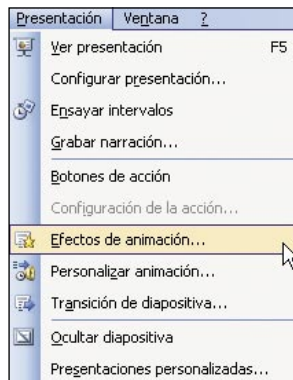 Presentación Ventana ?
Ver presentación F5
Configurar presentación...
Ensayar intervalos
Grabar narración...
Botones de acción
Configuración de la acción...
Efectos de animación...
Personalizar animación...
Transición de diapositiva...
Ocultar diapositiva
Presentaciones personalizadas...